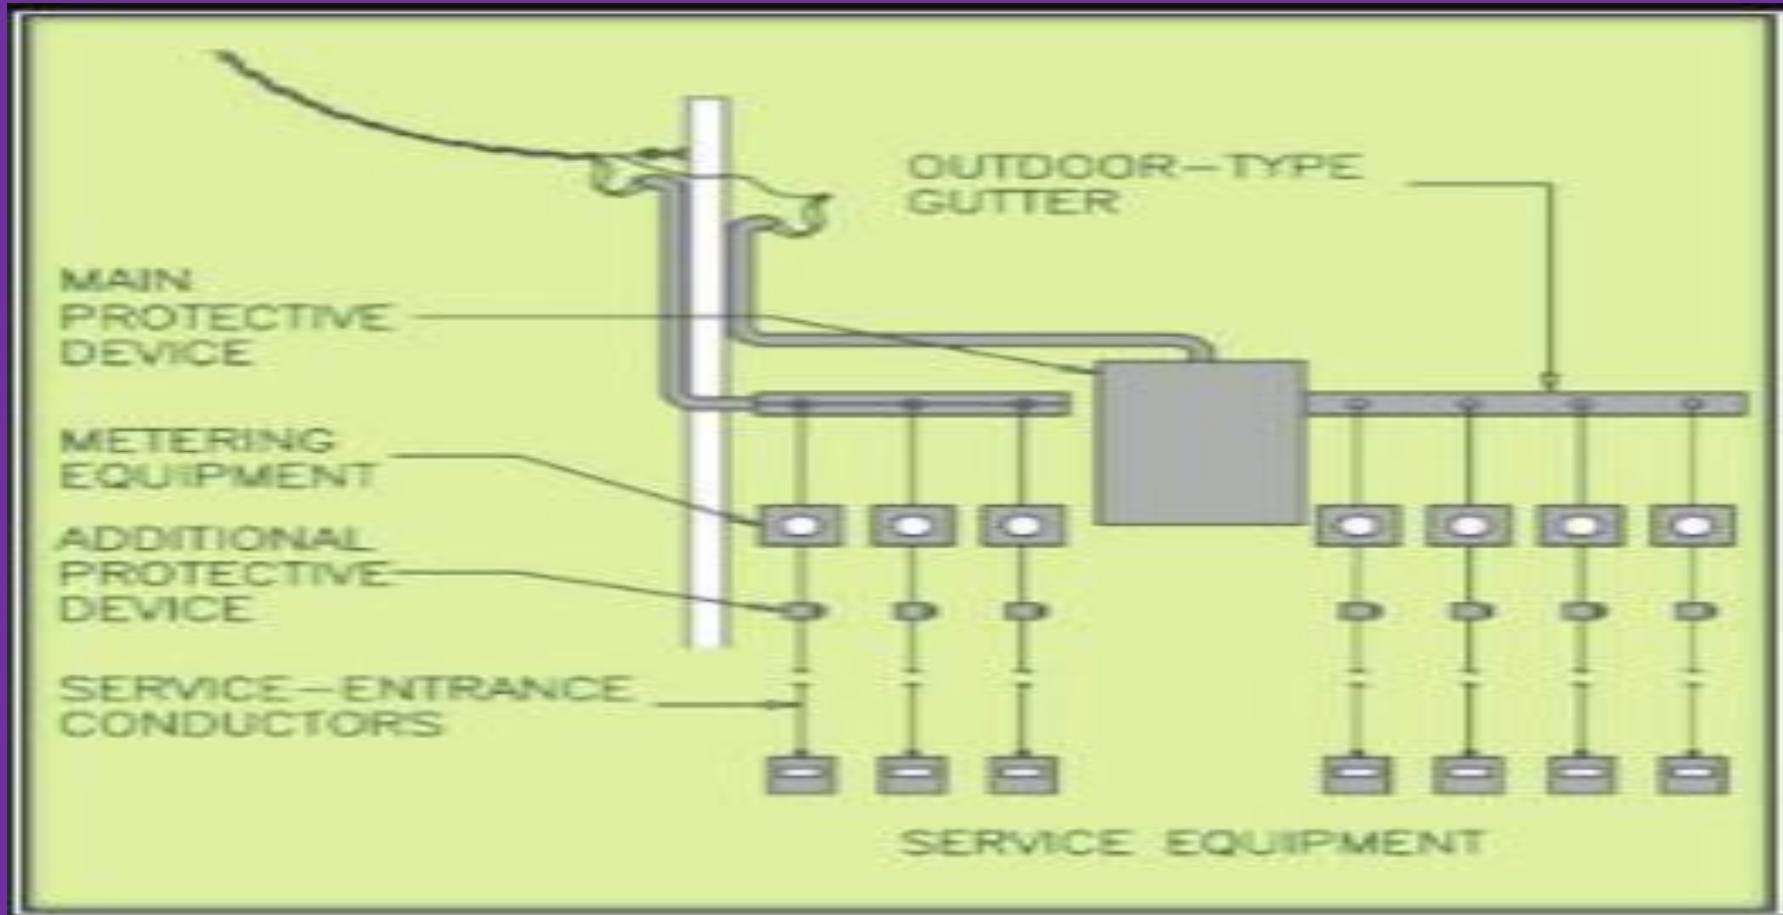 OUTDOOR-TYPE
GUTTER
MAIN
PROTECTIVE
DEVICE
METERING
EQUIPMENT
ADDITIONAL
PROTECTIVE
DEVICE
SERVICE-ENTRANCE
CONDUCTORS
SERVICE EQUIPMENT